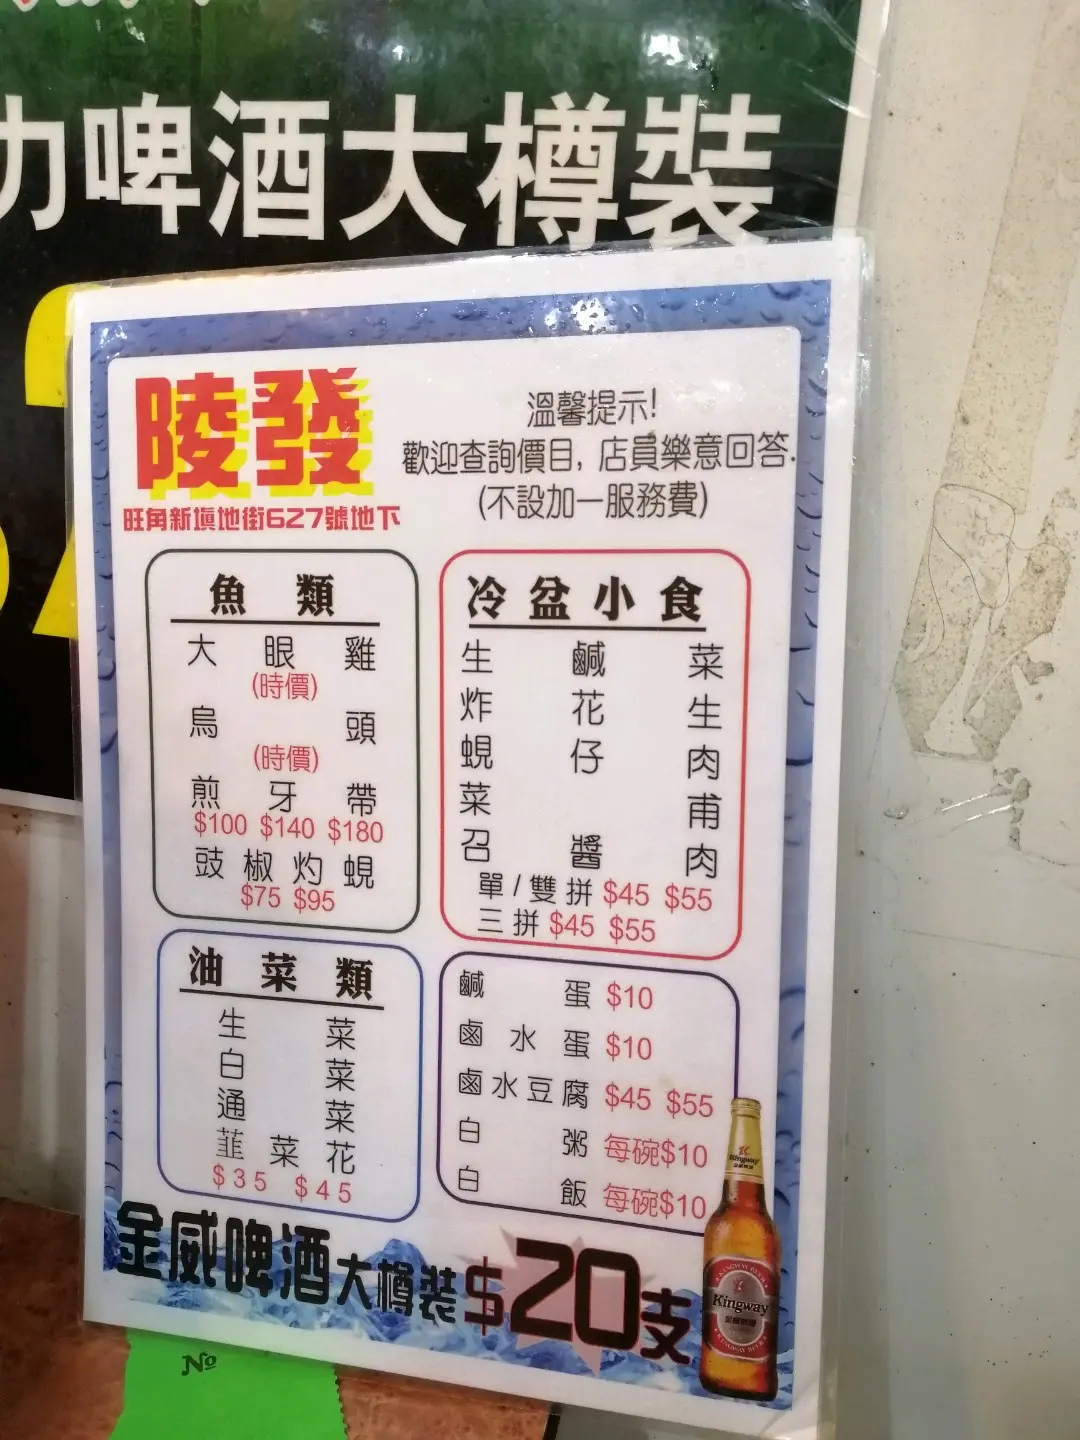 力啤酒大樽裝
陵發
旺角新填地街627號地下
溫馨提示!
歡迎查詢價目, 店員樂意回答.
(不設加一服務費)
魚類
大眼雞
(時價)
烏頭
(時價)
煎牙帶
$100 $140 $180
豉椒灼蜆
$75 $95
冷盆小食
生鹹菜
炸花生
蜆仔肉
菜甫
召醬肉
單/雙拼 $45 $55
三拼 $45 $55
油菜類
生菜
白菜
通菜
韮菜花
$35 $45
鹹蛋 $10
鹵水蛋 $10
鹵水豆腐 $45 $55
白粥 每碗$10
白飯 每碗$10
金威啤酒大樽裝$20支
Kingway
Kingway
No